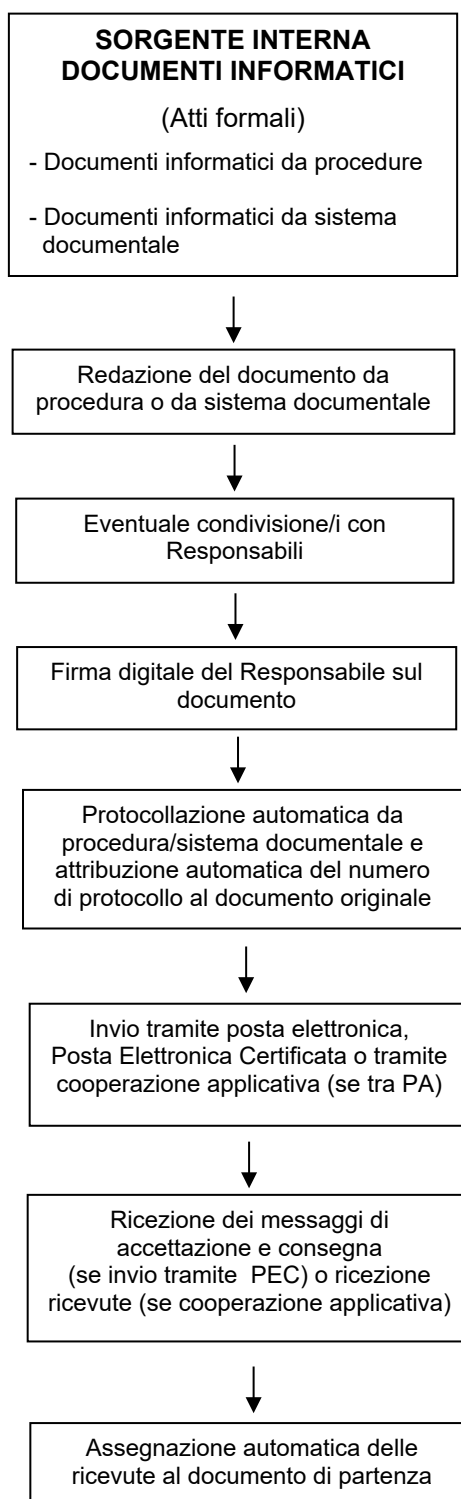 SORGENTE INTERNA
DOCUMENTI INFORMATICI
(Atti formali)
- Documenti informatici da procedure
- Documenti informatici da sistema
documentale
Redazione del documento da
procedura o da sistema documentale
Eventuale condivisione/i con
Responsabili
Firma digitale del Responsabile sul
documento
Protocollazione automatica da
procedura/sistema documentale e
attribuzione automatica del numero
di protocollo al documento originale
Invio tramite posta elettronica,
Posta Elettronica Certificata o tramite
cooperazione applicativa (se tra PA)
Ricezione dei messaggi di
accettazione e consegna
(se invio tramite PEC) o ricezione
ricevute (se cooperazione applicativa)
Assegnazione automatica delle
ricevute al documento di partenza